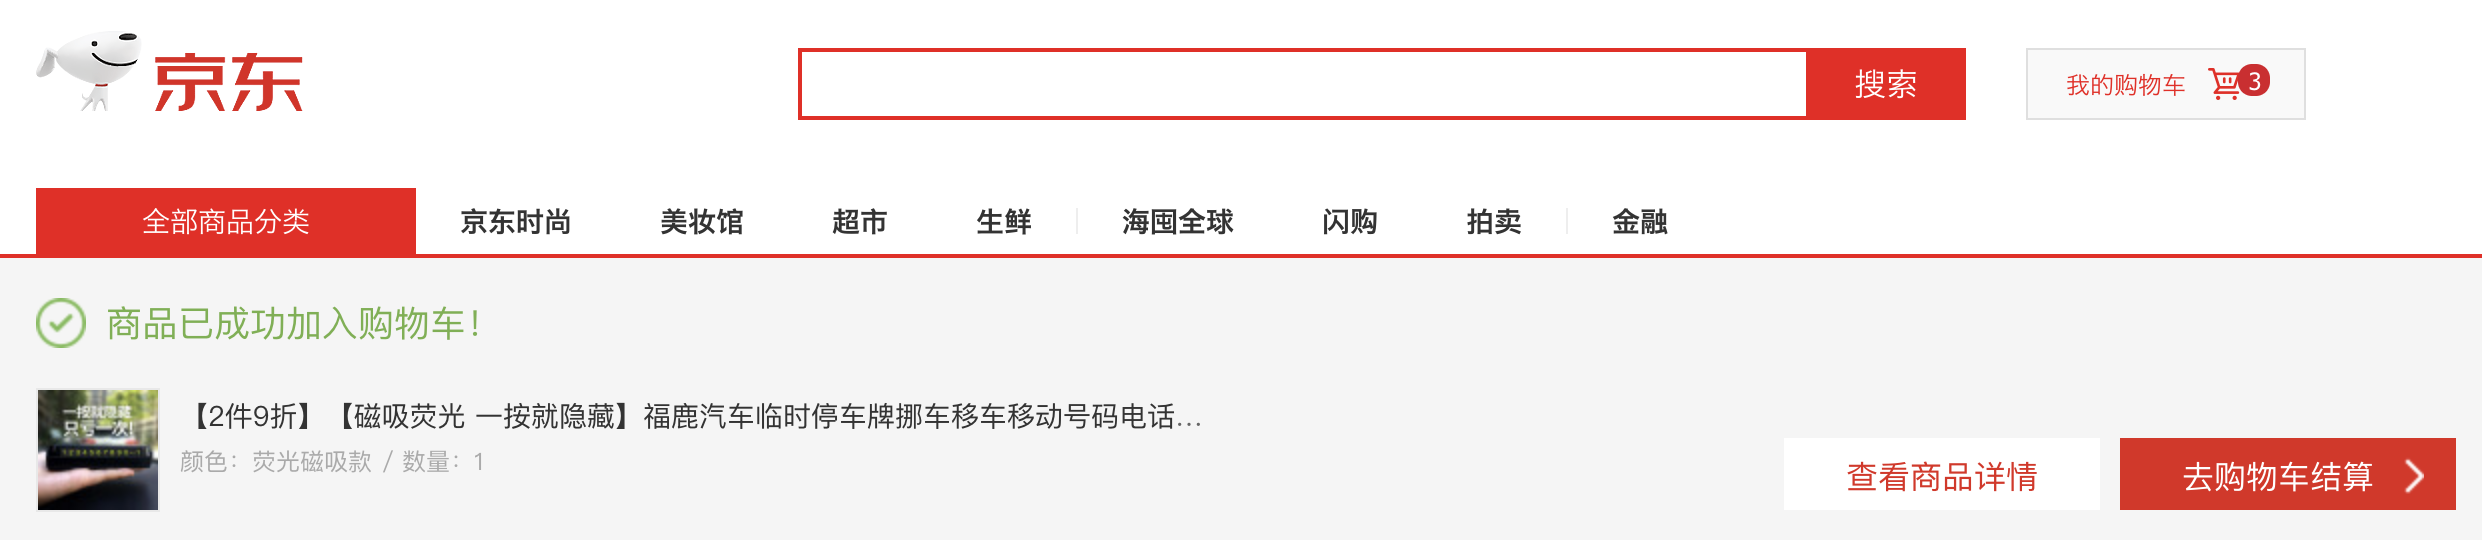 京东
搜索
我的购物车 3
全部商品分类 京东时尚 美妆馆 超市 生鲜 海囤全球 闪购 拍卖 金融
商品已成功加入购物车！
一按就隐藏
只亏一次!
【2件9折】【磁吸荧光 一按就隐藏】福鹿汽车临时停车牌挪车移车移动号码电话...
颜色：荧光磁吸款 / 数量：1
查看商品详情
去购物车结算